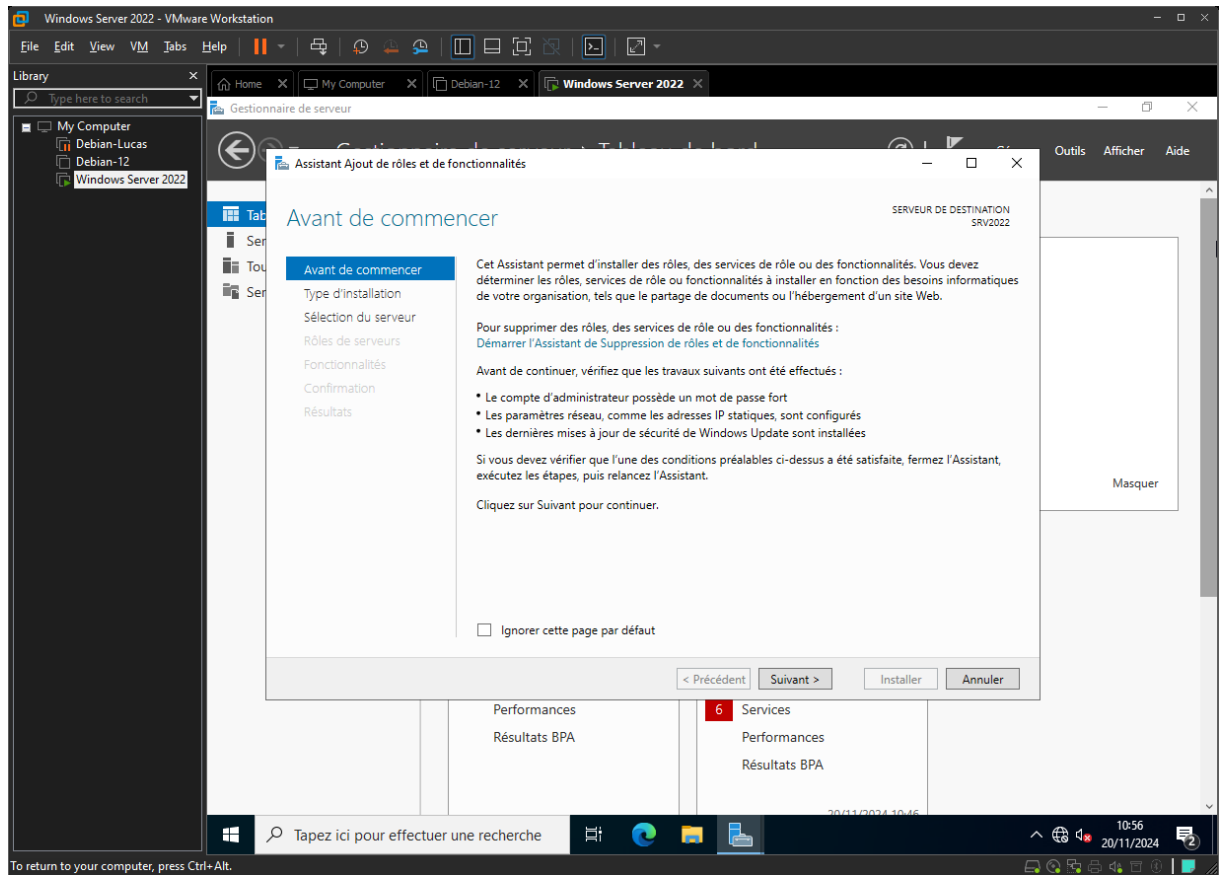 Windows Server 2022 - VMware Workstation
File Edit View VM Tabs Help
Library
Type here to search
My Computer
Debian-Lucas
Debian-12
Windows Server 2022
Home My Computer Debian-12 Windows Server 2022
Gestionnaire de serveur
Outils Afficher Aide
Assistant Ajout de rôles et de fonctionnalités
Avant de commencer
SERVEUR DE DESTINATION
SRV2022
Tab
Ser
Tou
Ser
Avant de commencer
Type d'installation
Sélection du serveur
Rôles de serveurs
Fonctionnalités
Confirmation
Résultats
Cet Assistant permet d'installer des rôles, des services de rôle ou des fonctionnalités. Vous devez
déterminer les rôles, services de rôle ou fonctionnalités à installer en fonction des besoins informatiques
de votre organisation, tels que le partage de documents ou l'hébergement d'un site Web.
Pour supprimer des rôles, des services de rôle ou des fonctionnalités :
Démarrer l'Assistant de Suppression de rôles et de fonctionnalités
Avant de continuer, vérifiez que les travaux suivants ont été effectués :
• Le compte d'administrateur possède un mot de passe fort
• Les paramètres réseau, comme les adresses IP statiques, sont configurés
• Les dernières mises à jour de sécurité de Windows Update sont installées
Si vous devez vérifier que l'une des conditions préalables ci-dessus a été satisfaite, fermez l'Assistant,
exécutez les étapes, puis relancez l'Assistant.
Cliquez sur Suivant pour continuer.
Ignorer cette page par défaut
< Précédent Suivant > Installer Annuler
Masquer
Performances
Résultats BPA
6 Services
Performances
Résultats BPA
20/11/2024 10:46
Tapez ici pour effectuer une recherche
10:56
20/11/2024
2
To return to your computer, press Ctrl+Alt.